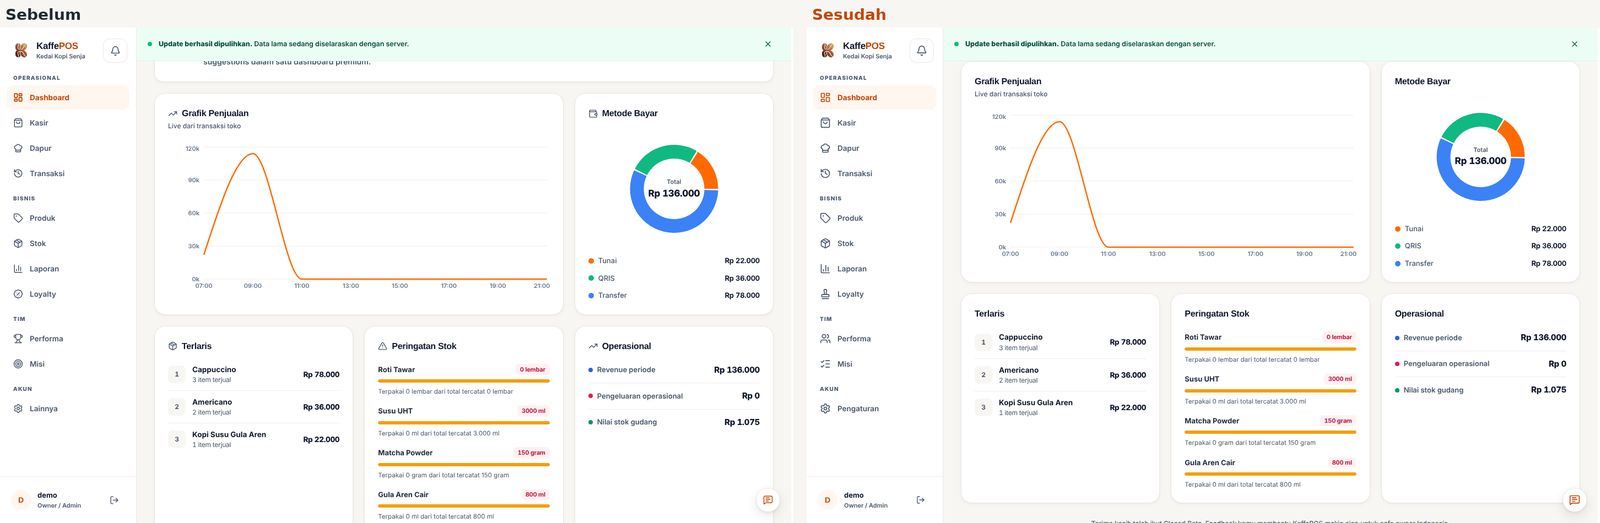 Sebelum
KaffePOS
Kedai Kopi Senja
OPERASIONAL
Dashboard
Kasir
Dapur
Transaksi
BISNIS
Produk
Stok
Laporan
Loyalty
TIM
Performa
Misi
AKUN
Lainnya
D
demo
Owner / Admin
Update berhasil dipulihkan. Data lama sedang diselaraskan dengan server.
suggestions dalam satu dashboard premium.
Grafik Penjualan
Live dari transaksi toko
120k
90k
60k
30k
0k
07:00 09:00 11:00 13:00 15:00 17:00 19:00 21:00
Metode Bayar
Total
Rp 136.000
Tunai Rp 22.000
QRIS Rp 36.000
Transfer Rp 78.000
Terlaris
1 Cappuccino Rp 78.000
3 item terjual
2 Americano Rp 36.000
2 item terjual
3 Kopi Susu Gula Aren Rp 22.000
1 item terjual
Peringatan Stok
Roti Tawar 0 lembar
Terpakai 0 lembar dari total tercatat 0 lembar
Susu UHT 3000 ml
Terpakai 0 ml dari total tercatat 3.000 ml
Matcha Powder 150 gram
Terpakai 0 gram dari total tercatat 150 gram
Gula Aren Cair 800 ml
Terpakai 0 ml dari total tercatat 800 ml
Operasional
Revenue periode Rp 136.000
Pengeluaran operasional Rp 0
Nilai stok gudang Rp 1.075
Sesudah
KaffePOS
Kedai Kopi Senja
OPERASIONAL
Dashboard
Kasir
Dapur
Transaksi
BISNIS
Produk
Stok
Laporan
Loyalty
TIM
Performa
Misi
AKUN
Pengaturan
D
demo
Owner / Admin
Update berhasil dipulihkan. Data lama sedang diselaraskan dengan server.
Grafik Penjualan
Live dari transaksi toko
120k
90k
60k
30k
0k
07:00 09:00 11:00 13:00 15:00 17:00 19:00 21:00
Metode Bayar
Total
Rp 136.000
Tunai Rp 22.000
QRIS Rp 36.000
Transfer Rp 78.000
Terlaris
1 Cappuccino Rp 78.000
3 item terjual
2 Americano Rp 36.000
2 item terjual
3 Kopi Susu Gula Aren Rp 22.000
1 item terjual
Peringatan Stok
Roti Tawar 0 lembar
Terpakai 0 lembar dari total tercatat 0 lembar
Susu UHT 3000 ml
Terpakai 0 ml dari total tercatat 3.000 ml
Matcha Powder 150 gram
Terpakai 0 gram dari total tercatat 150 gram
Gula Aren Cair 800 ml
Terpakai 0 ml dari total tercatat 800 ml
Operasional
Revenue periode Rp 136.000
Pengeluaran operasional Rp 0
Nilai stok gudang Rp 1.075